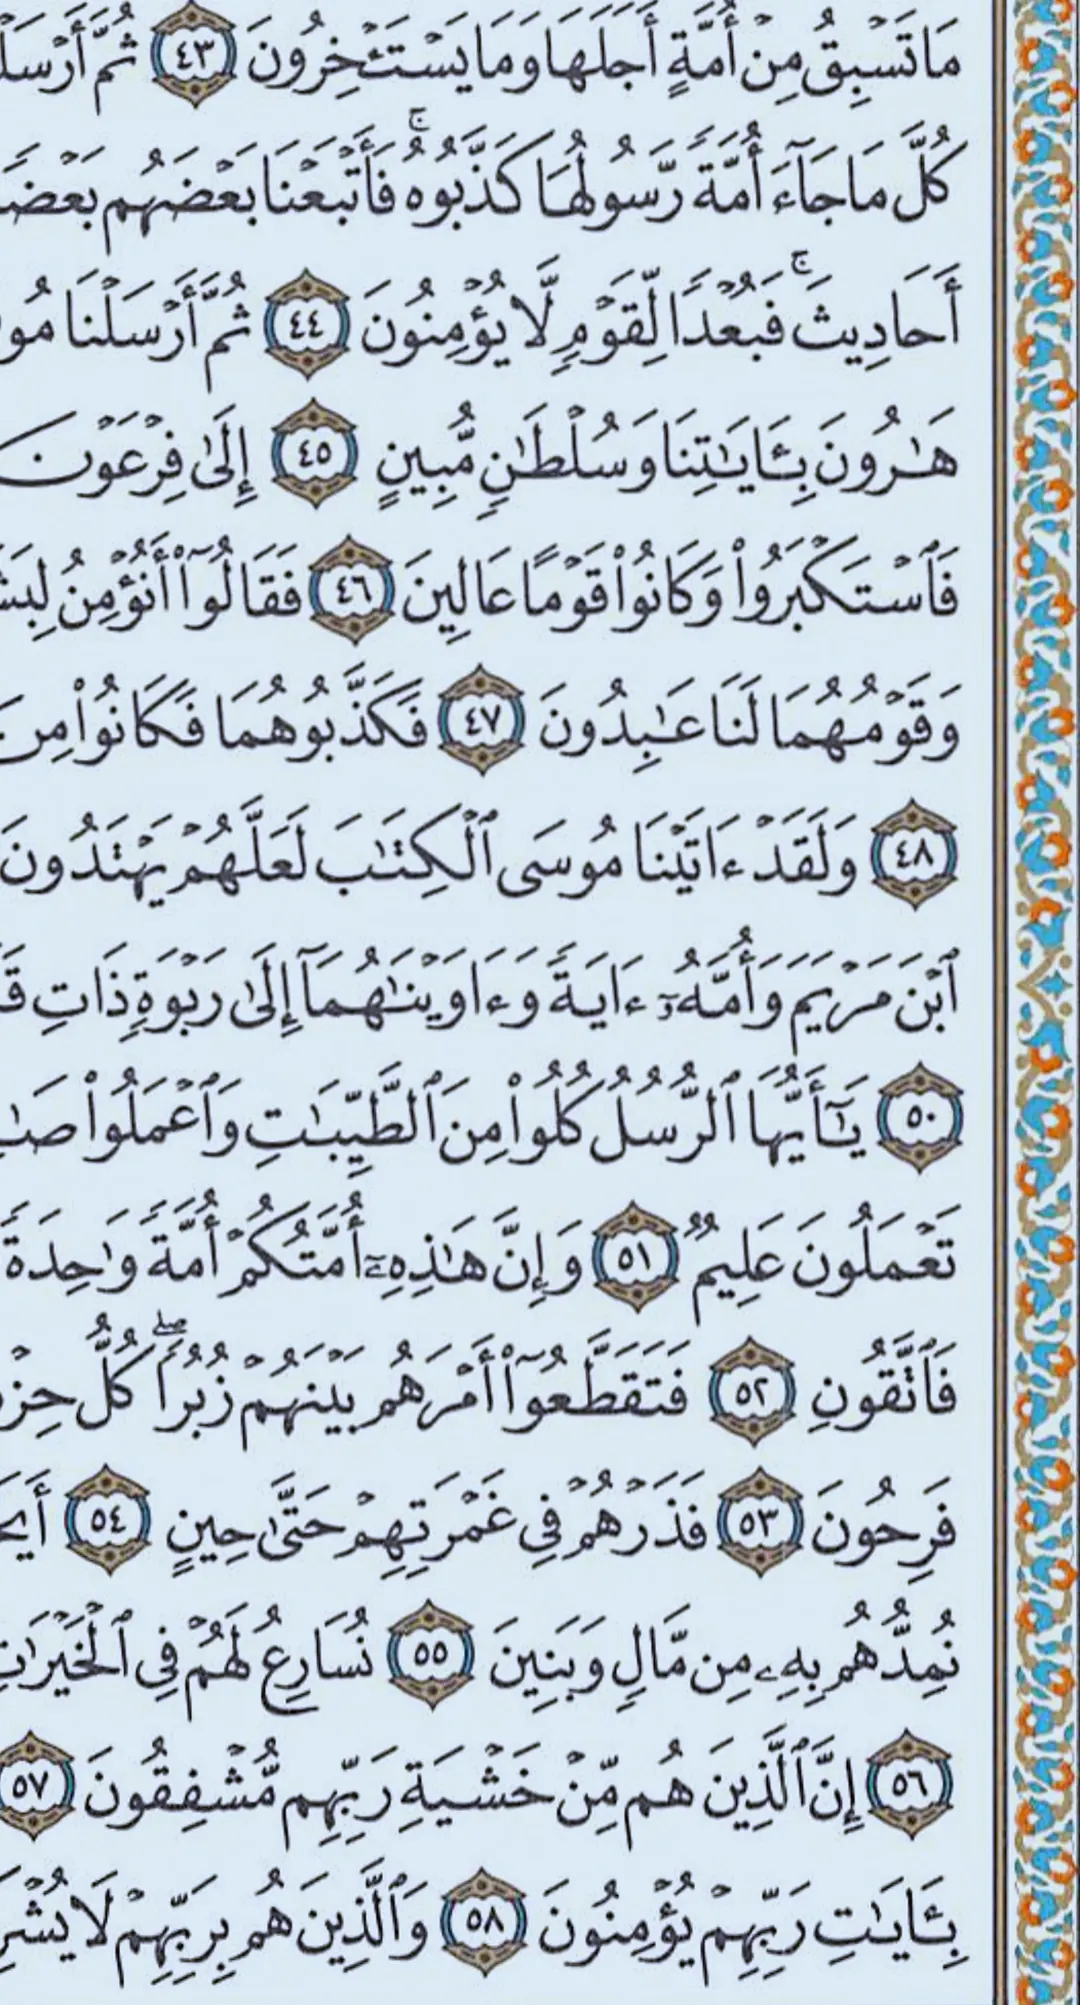 مَا تَسْبِقُ مِنْ أُمَّةٍ أَجَلَهَا وَمَا يَسْتَـْٔخِرُونَ ٤٣ ثُمَّ أَرْسَلْ
كُلَّ مَا جَآءَ أُمَّةً رَّسُولُهَا كَذَّبُوهُ ۚ فَأَتْبَعْنَا بَعْضَهُم بَعْضً
أَحَادِيثَ ۚ فَبُعْدًا لِّقَوْمٍ لَّا يُؤْمِنُونَ ٤٤ ثُمَّ أَرْسَلْنَا مُو
هَـٰرُونَ بِـَٔايَـٰتِنَا وَسُلْطَـٰنٍ مُّبِينٍ ٤٥ إِلَىٰ فِرْعَوْنَ
فَٱسْتَكْبَرُوا۟ وَكَانُوا۟ قَوْمًا عَالِينَ ٤٦ فَقَالُوٓا۟ أَنُؤْمِنُ لِبَشَ
وَقَوْمُهُمَا لَنَا عَـٰبِدُونَ ٤٧ فَكَذَّبُوهُمَا فَكَانُوا۟ مِنَ
٤٨ وَلَقَدْ ءَاتَيْنَا مُوسَى ٱلْكِتَـٰبَ لَعَلَّهُمْ يَهْتَدُونَ
ٱبْنَ مَرْيَمَ وَأُمَّهُۥٓ ءَايَةً وَءَاوَيْنَـٰهُمَآ إِلَىٰ رَبْوَةٍ ذَاتِ قَ
٥٠ يَـٰٓأَيُّهَا ٱلرُّسُلُ كُلُوا۟ مِنَ ٱلطَّيِّبَـٰتِ وَٱعْمَلُوا۟ صَـٰ
تَعْمَلُونَ عَلِيمٌ ٥١ وَإِنَّ هَـٰذِهِۦٓ أُمَّتُكُمْ أُمَّةً وَٰحِدَةً
فَٱتَّقُونِ ٥٢ فَتَقَطَّعُوٓا۟ أَمْرَهُم بَيْنَهُمْ زُبُرًا ۖ كُلُّ حِزْ
فَرِحُونَ ٥٣ فَذَرْهُمْ فِى غَمْرَتِهِمْ حَتَّىٰ حِينٍ ٥٤ أَيَحْ
نُمِدُّهُم بِهِۦ مِن مَّالٍ وَبَنِينَ ٥٥ نُسَارِعُ لَهُمْ فِى ٱلْخَيْرَٰتِ
٥٦ إِنَّ ٱلَّذِينَ هُم مِّنْ خَشْيَةِ رَبِّهِم مُّشْفِقُونَ ٥٧
بِـَٔايَـٰتِ رَبِّهِمْ يُؤْمِنُونَ ٥٨ وَٱلَّذِينَ هُم بِرَبِّهِمْ لَا يُشْرِ